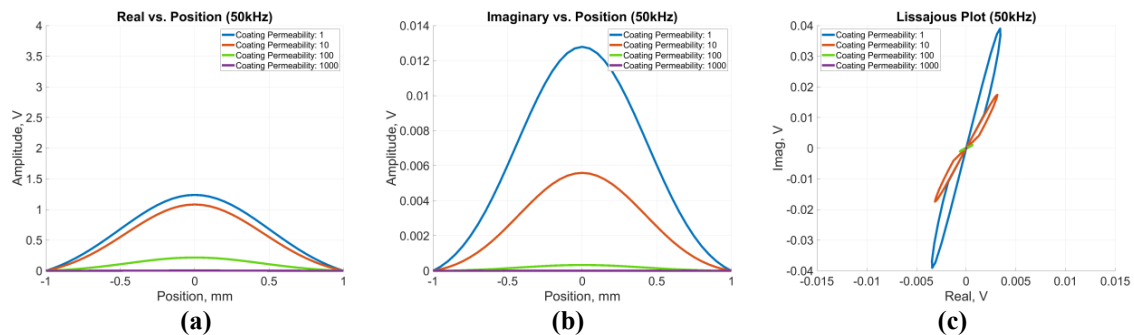 Real vs. Position (50kHz)
4
3.5
3
2.5
2
1.5
1
0.5
0
Amplitude, V
Coating Permeability: 1
Coating Permeability: 10
Coating Permeability: 100
Coating Permeability: 1000
-1
-0.5
0
0.5
1
Position, mm
(a)
Imaginary vs. Position (50kHz)
0.014
0.012
0.01
0.008
0.006
0.004
0.002
0
Amplitude, V
Coating Permeability: 1
Coating Permeability: 10
Coating Permeability: 100
Coating Permeability: 1000
-1
-0.5
0
0.5
1
Position, mm
(b)
Lissajous Plot (50kHz)
0.04
0.03
0.02
0.01
0
-0.01
-0.02
-0.03
-0.04
Imag, V
Coating Permeability: 1
Coating Permeability: 10
Coating Permeability: 100
Coating Permeability: 1000
-0.015
-0.01
-0.005
0
0.005
0.01
0.015
Real, V
(c)